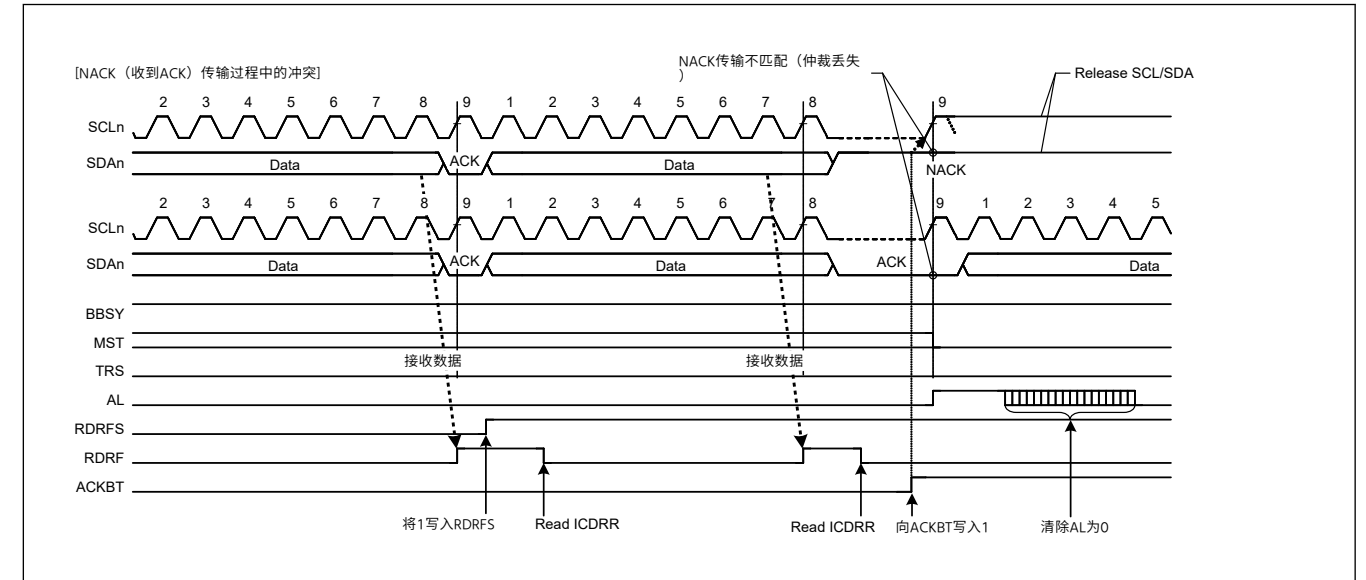 [NACK（收到ACK）传输过程中的冲突]
NACK传输不匹配（仲裁丢失
）
Release SCL/SDA
2 3 4 5 6 7 8 9 1 2 3 4 5 6 7 8 9
SCLn
SDAn
Data
ACK
Data
NACK
2 3 4 5 6 7 8 9 1 2 3 4 5 6 7 8 9 1 2 3 4 5
SCLn
SDAn
Data
ACK
Data
ACK
Data
BBSY
MST
接收数据
接收数据
TRS
AL
RDRFS
RDRF
ACKBT
将1写入RDRFS
Read ICDRR
Read ICDRR
向ACKBT写入1
清除AL为0